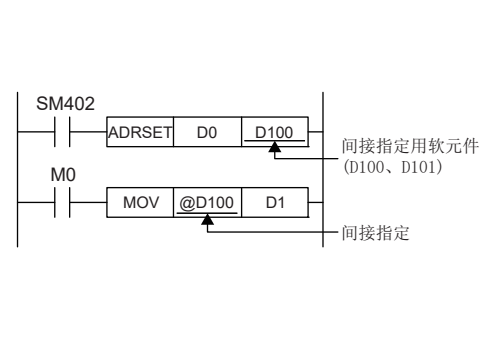 SM402
ADRSET D0 D100
间接指定用软元件
(D100、D101)
M0
MOV @D100 D1
间接指定